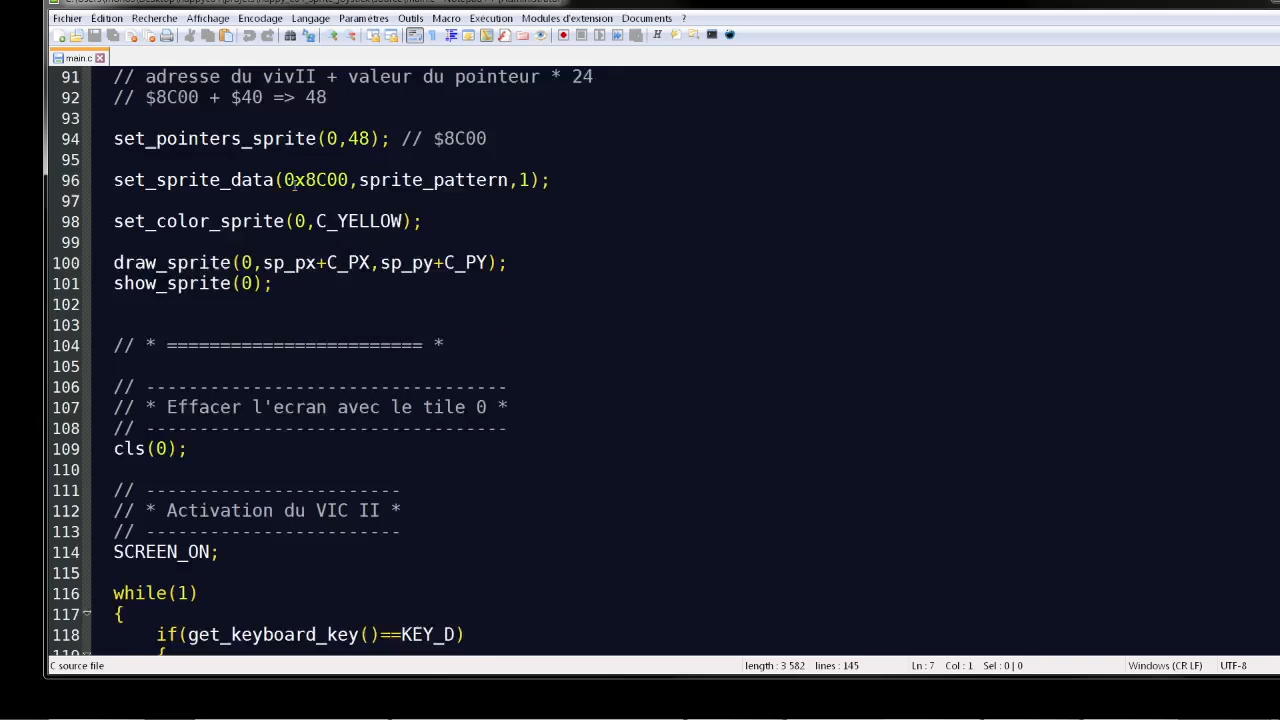 Fichier Édition Recherche Affichage Encodage Langage Paramètres Outils Macro Exécution Modules d'extension Documents ?
main.c
91 // adresse du vivII + valeur du pointeur * 24
92 // $8C00 + $40 => 48
93
94 set_pointers_sprite(0,48); // $8C00
95
96 set_sprite_data(0x8C00,sprite_pattern,1);
97
98 set_color_sprite(0,C_YELLOW);
99
100 draw_sprite(0,sp_px+C_PX,sp_py+C_PY);
101 show_sprite(0);
102
103
104 // * ======================== *
105
106 // ----------------------------------
107 // * Effacer l'ecran avec le tile 0 *
108 // ----------------------------------
109 cls(0);
110
111 // ------------------------
112 // * Activation du VIC II *
113 // ------------------------
114 SCREEN_ON;
115
116 while(1)
117 {
118 if(get_keyboard_key()==KEY_D)
119 {
C source file length : 3 582 lines : 145 Ln : 7 Col : 1 Sel : 0 | 0 Windows (CR LF) UTF-8